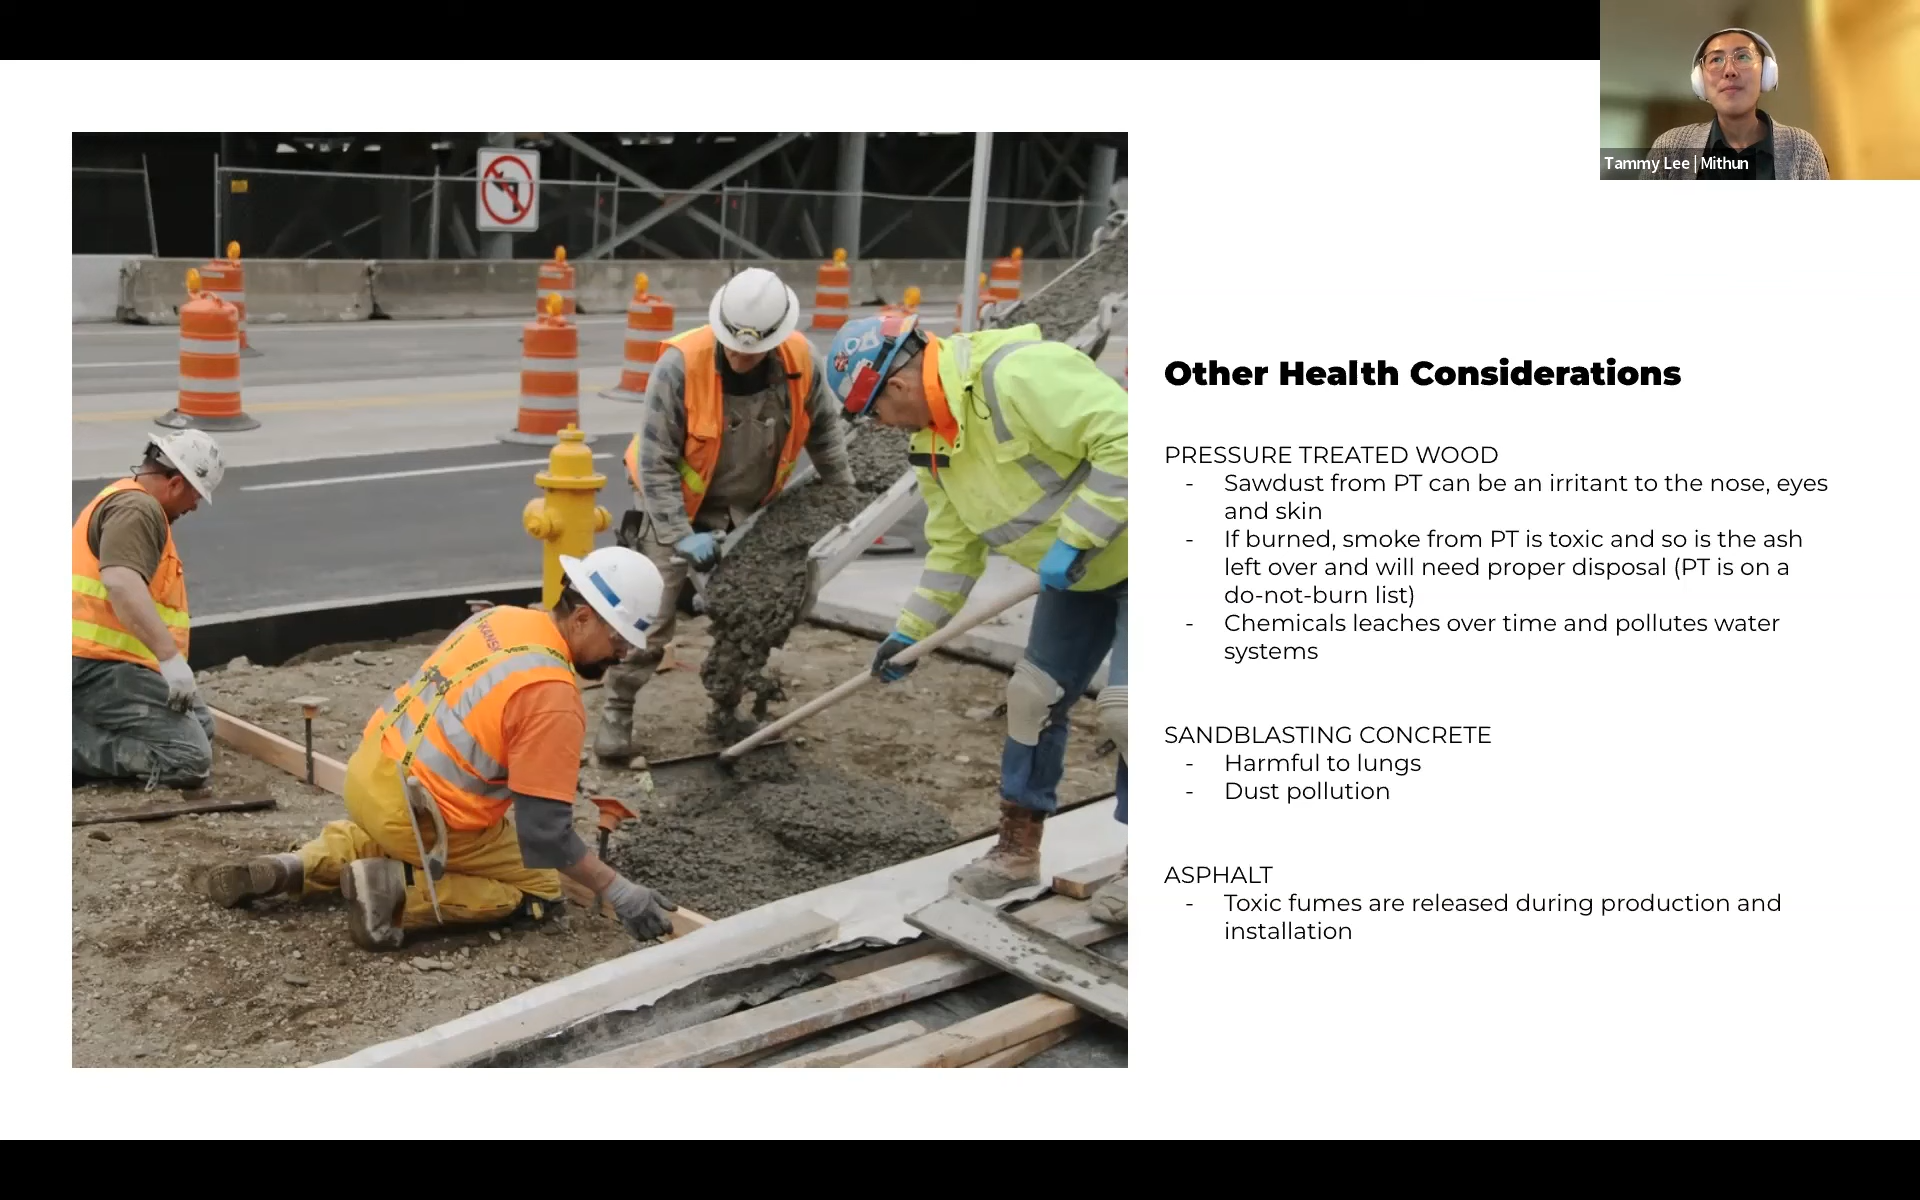 Tammy Lee | Mithun
Other Health Considerations
PRESSURE TREATED WOOD
- Sawdust from PT can be an irritant to the nose, eyes
and skin
- If burned, smoke from PT is toxic and so is the ash
left over and will need proper disposal (PT is on a
do-not-burn list)
- Chemicals leaches over time and pollutes water
systems
SANDBLASTING CONCRETE
- Harmful to lungs
- Dust pollution
ASPHALT
- Toxic fumes are released during production and
installation